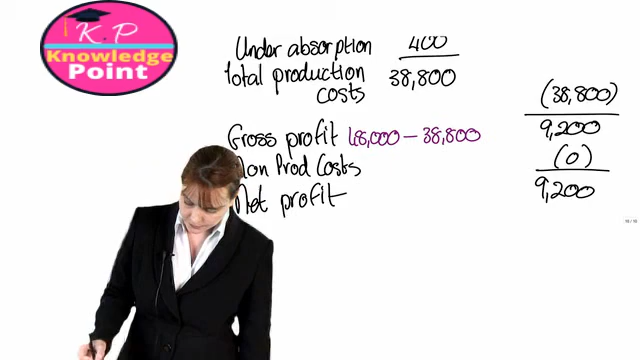 K.P
Knowledge
Point
Under absorption 400
Total production 38,800
costs (38,800)
Gross profit 48,000 - 38,800 9,200
Non Prod Costs (0)
Net profit 9,200